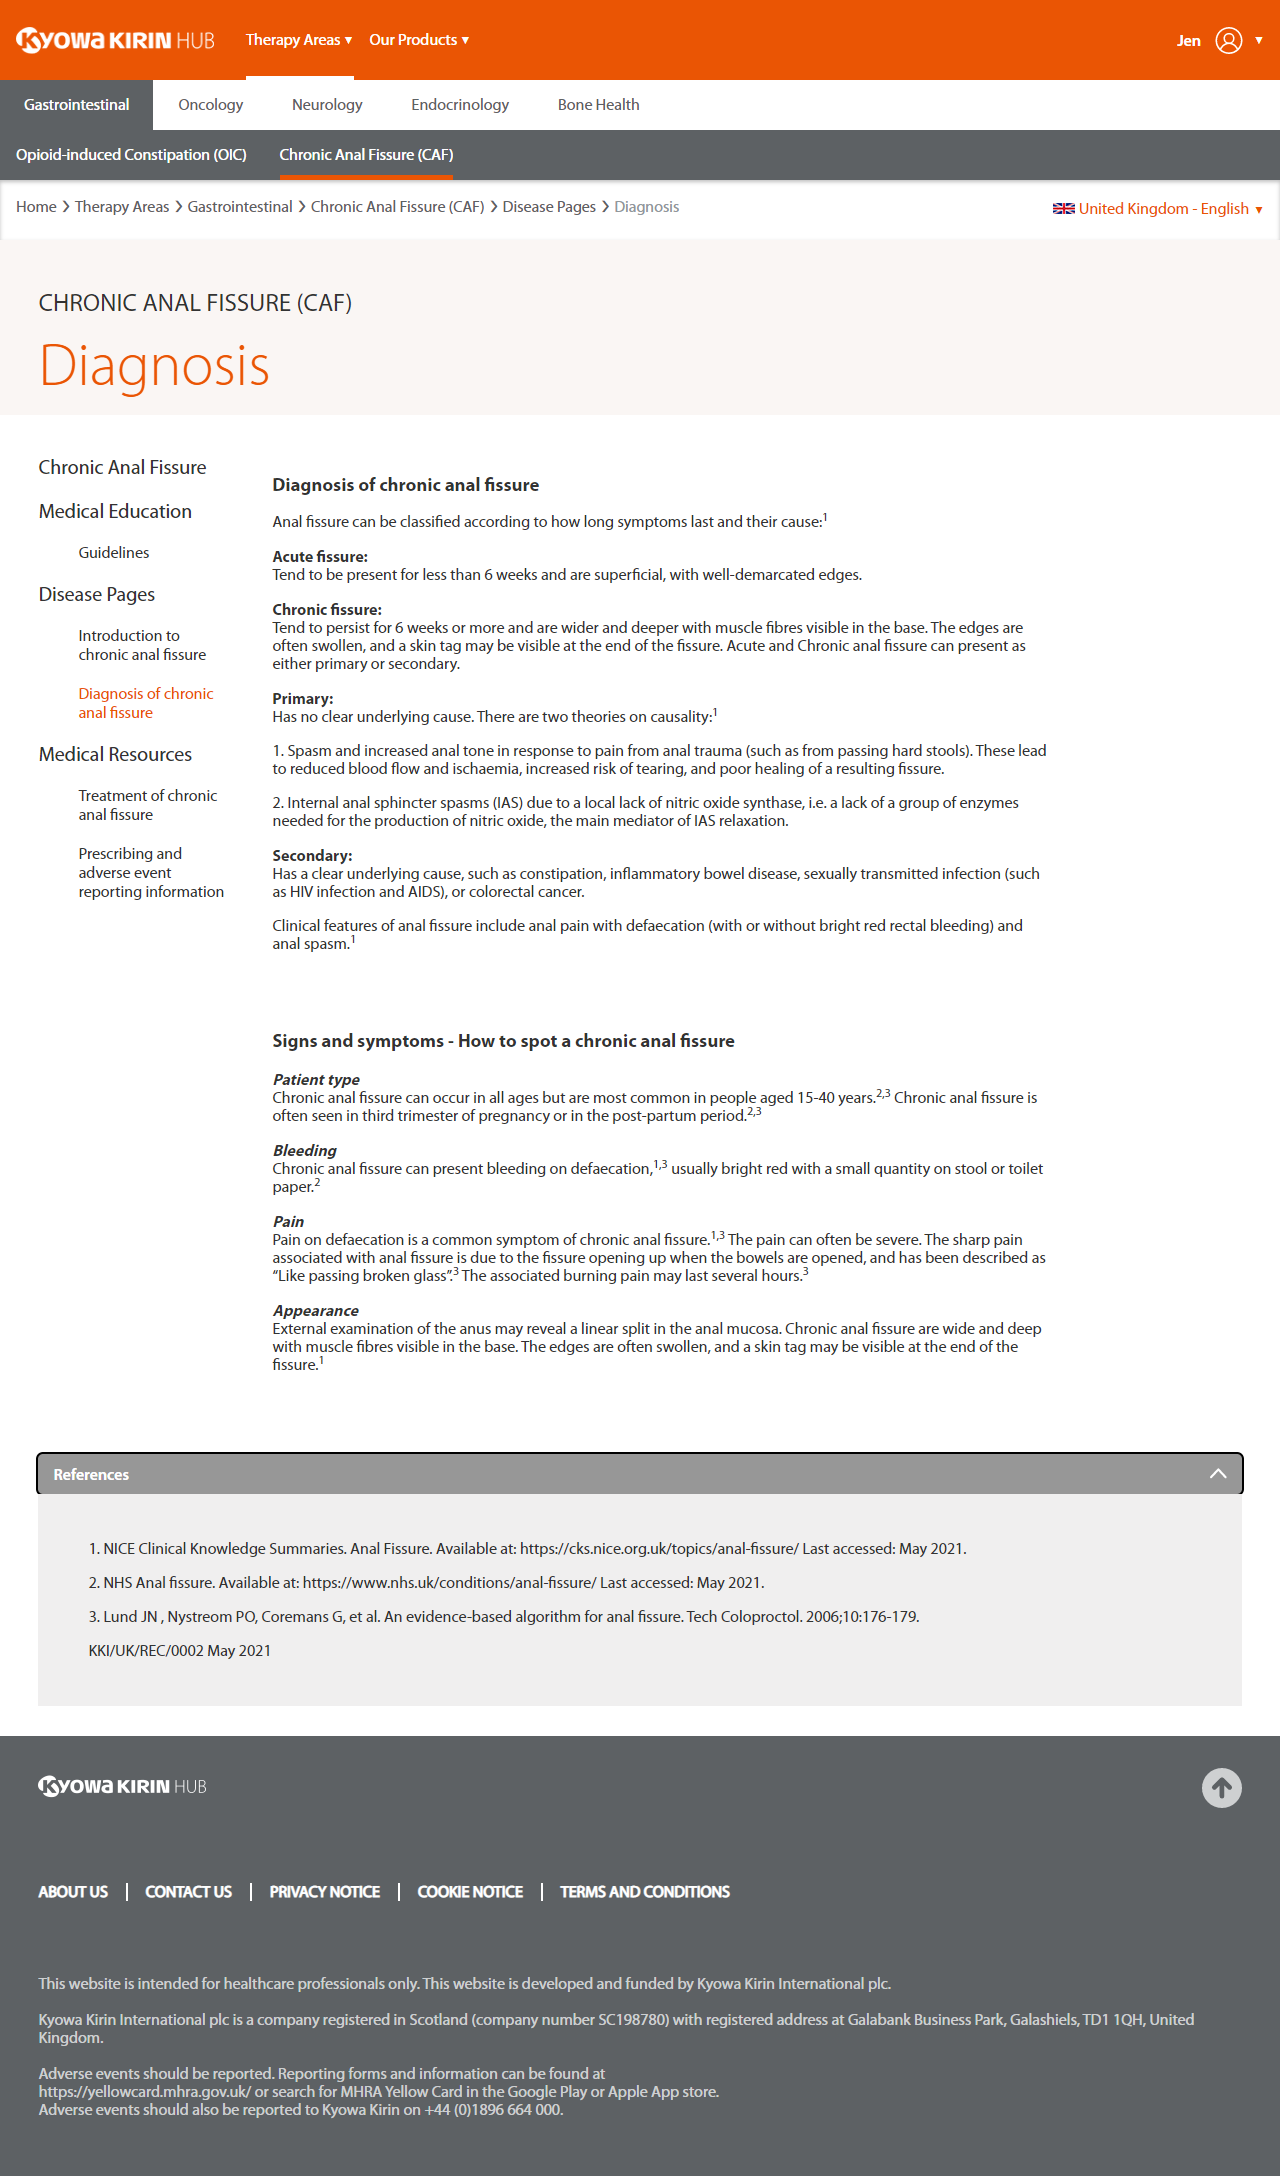 KYOWA KIRIN HUB
Therapy Areas ▼ Our Products ▼
Jen ▼
Gastrointestinal Oncology Neurology Endocrinology Bone Health
Opioid-induced Constipation (OIC) Chronic Anal Fissure (CAF)
Home > Therapy Areas > Gastrointestinal > Chronic Anal Fissure (CAF) > Disease Pages > Diagnosis
United Kingdom - English ▼
CHRONIC ANAL FISSURE (CAF)
Diagnosis
Chronic Anal Fissure
Medical Education
Guidelines
Disease Pages
Introduction to
chronic anal fissure
Diagnosis of chronic
anal fissure
Medical Resources
Treatment of chronic
anal fissure
Prescribing and
adverse event
reporting information
Diagnosis of chronic anal fissure
Anal fissure can be classified according to how long symptoms last and their cause:1
Acute fissure:
Tend to be present for less than 6 weeks and are superficial, with well-demarcated edges.
Chronic fissure:
Tend to persist for 6 weeks or more and are wider and deeper with muscle fibres visible in the base. The edges are
often swollen, and a skin tag may be visible at the end of the fissure. Acute and Chronic anal fissure can present as
either primary or secondary.
Primary:
Has no clear underlying cause. There are two theories on causality:1
1. Spasm and increased anal tone in response to pain from anal trauma (such as from passing hard stools). These lead
to reduced blood flow and ischaemia, increased risk of tearing, and poor healing of a resulting fissure.
2. Internal anal sphincter spasms (IAS) due to a local lack of nitric oxide synthase, i.e. a lack of a group of enzymes
needed for the production of nitric oxide, the main mediator of IAS relaxation.
Secondary:
Has a clear underlying cause, such as constipation, inflammatory bowel disease, sexually transmitted infection (such
as HIV infection and AIDS), or colorectal cancer.
Clinical features of anal fissure include anal pain with defaecation (with or without bright red rectal bleeding) and
anal spasm.1
Signs and symptoms - How to spot a chronic anal fissure
Patient type
Chronic anal fissure can occur in all ages but are most common in people aged 15-40 years.2,3 Chronic anal fissure is
often seen in third trimester of pregnancy or in the post-partum period.2,3
Bleeding
Chronic anal fissure can present bleeding on defaecation,1,3 usually bright red with a small quantity on stool or toilet
paper.2
Pain
Pain on defaecation is a common symptom of chronic anal fissure.1,3 The pain can often be severe. The sharp pain
associated with anal fissure is due to the fissure opening up when the bowels are opened, and has been described as
“Like passing broken glass”.3 The associated burning pain may last several hours.3
Appearance
External examination of the anus may reveal a linear split in the anal mucosa. Chronic anal fissure are wide and deep
with muscle fibres visible in the base. The edges are often swollen, and a skin tag may be visible at the end of the
fissure.1
References
1. NICE Clinical Knowledge Summaries. Anal Fissure. Available at: https://cks.nice.org.uk/topics/anal-fissure/ Last accessed: May 2021.
2. NHS Anal fissure. Available at: https://www.nhs.uk/conditions/anal-fissure/ Last accessed: May 2021.
3. Lund JN , Nystreom PO, Coremans G, et al. An evidence-based algorithm for anal fissure. Tech Coloproctol. 2006;10:176-179.
KKI/UK/REC/0002 May 2021
KYOWA KIRIN HUB
ABOUT US | CONTACT US | PRIVACY NOTICE | COOKIE NOTICE | TERMS AND CONDITIONS
This website is intended for healthcare professionals only. This website is developed and funded by Kyowa Kirin International plc.
Kyowa Kirin International plc is a company registered in Scotland (company number SC198780) with registered address at Galabank Business Park, Galashiels, TD1 1QH, United
Kingdom.
Adverse events should be reported. Reporting forms and information can be found at
https://yellowcard.mhra.gov.uk/ or search for MHRA Yellow Card in the Google Play or Apple App store.
Adverse events should also be reported to Kyowa Kirin on +44 (0)1896 664 000.